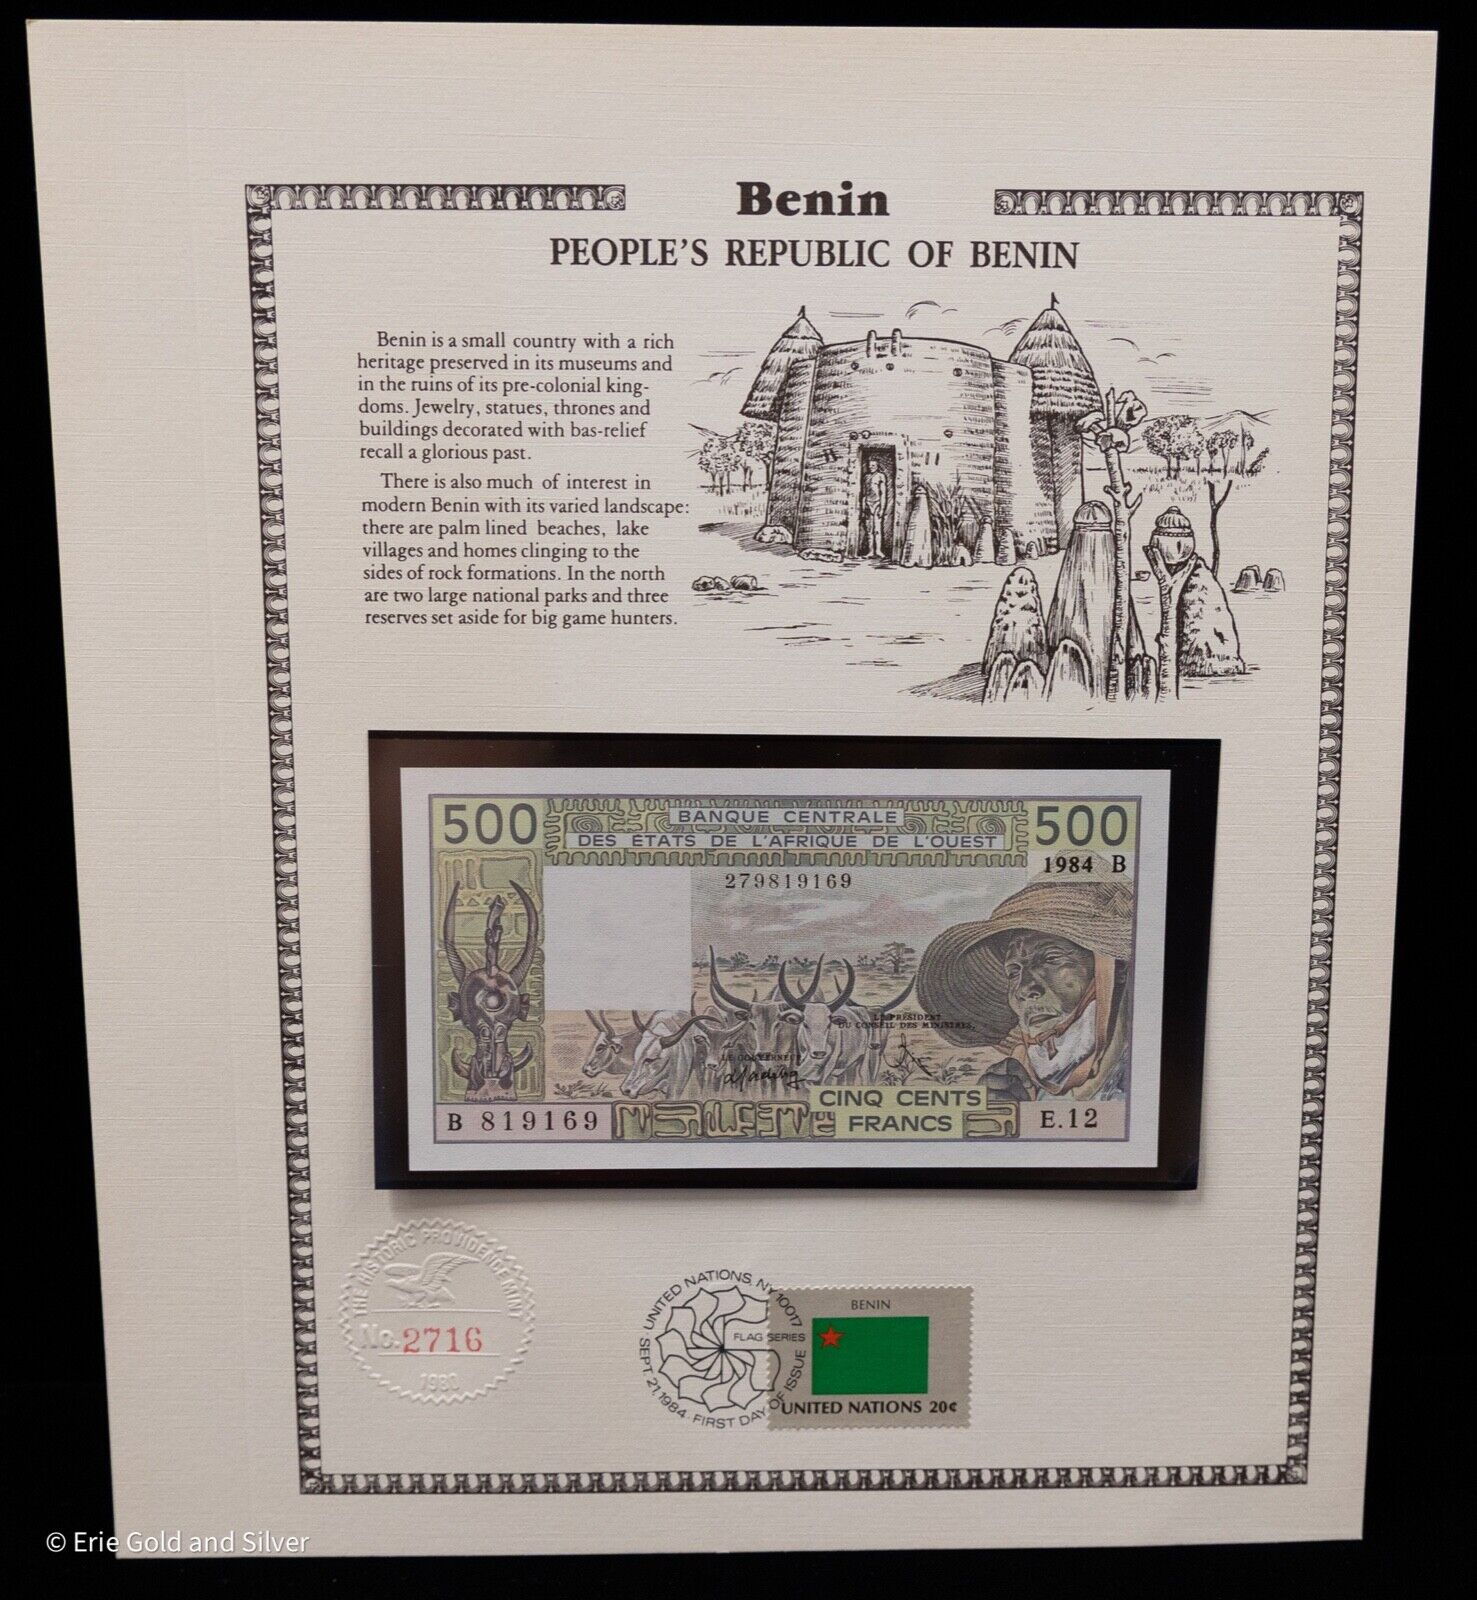 Benin
PEOPLE'S REPUBLIC OF BENIN
Benin is a small country with a rich
heritage preserved in its museums and
in the ruins of its pre-colonial king-
doms. Jewelry, statues, thrones and
buildings decorated with bas-relief
recall a glorious past.
There is also much of interest in
modern Benin with its varied landscape:
there are palm lined beaches, lake
villages and homes clinging to the
sides of rock formations. In the north
are two large national parks and three
reserves set aside for big game hunters.
500
BANQUE CENTRALE
DES ETATS DE L'AFRIQUE DE L'OUEST
500
1984 B
279819169
LE PRÉSIDENT
DU CONSEIL DES MINISTRES,
LE GOUVERNEUR
CINQ CENTS
FRANCS
B 819169
E.12
THE HISTORIC PROVIDENCE MINT
No. 2716
UNITED NATIONS, NY 10017
FLAG SERIES
SEPT. 21, 1984 FIRST DAY OF ISSUE
BENIN
UNITED NATIONS 20¢
© Erie Gold and Silver